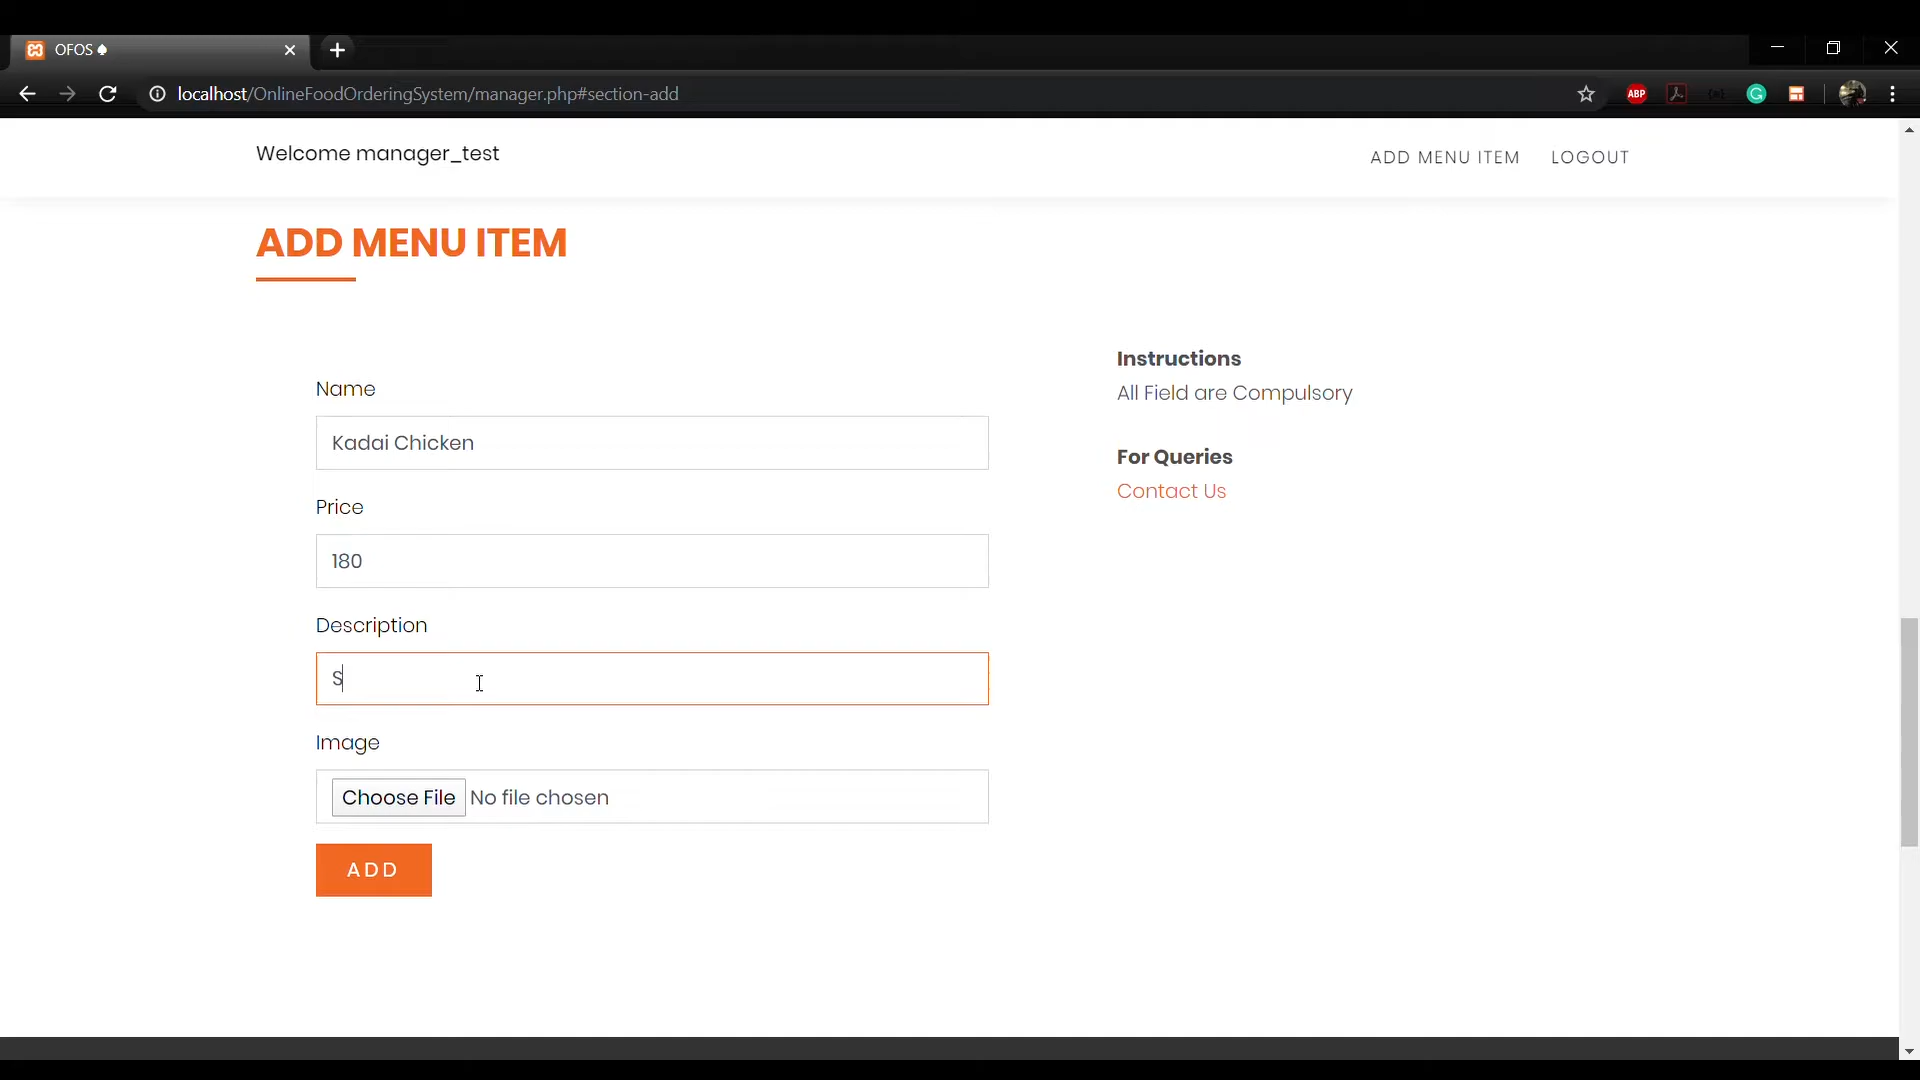 OFOS ♠
localhost/OnlineFoodOrderingSystem/manager.php#section-add
ABP
Welcome manager_test
ADD MENU ITEM
LOGOUT
ADD MENU ITEM
Name
Kadai Chicken
Price
180
Description
S
Image
Choose File No file chosen
ADD
Instructions
All Field are Compulsory
For Queries
Contact Us